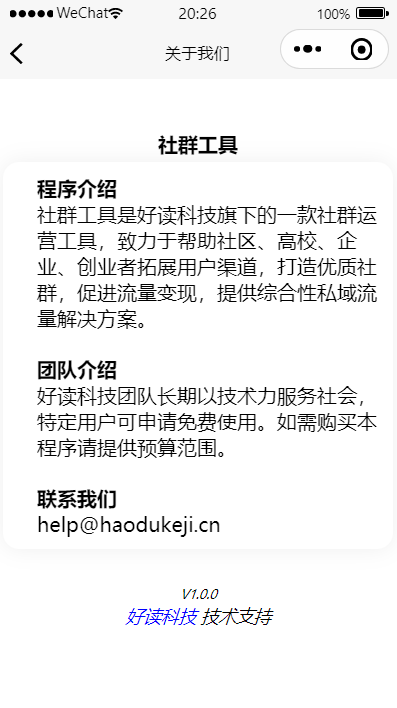 WeChat 20:26 100%
关于我们
社群工具
程序介绍
社群工具是好读科技旗下的一款社群运
营工具，致力于帮助社区、高校、企
业、创业者拓展用户渠道，打造优质社
群，促进流量变现，提供综合性私域流
量解决方案。
团队介绍
好读科技团队长期以技术力服务社会，
特定用户可申请免费使用。如需购买本
程序请提供预算范围。
联系我们
help@haodukeji.cn
V1.0.0
好读科技 技术支持